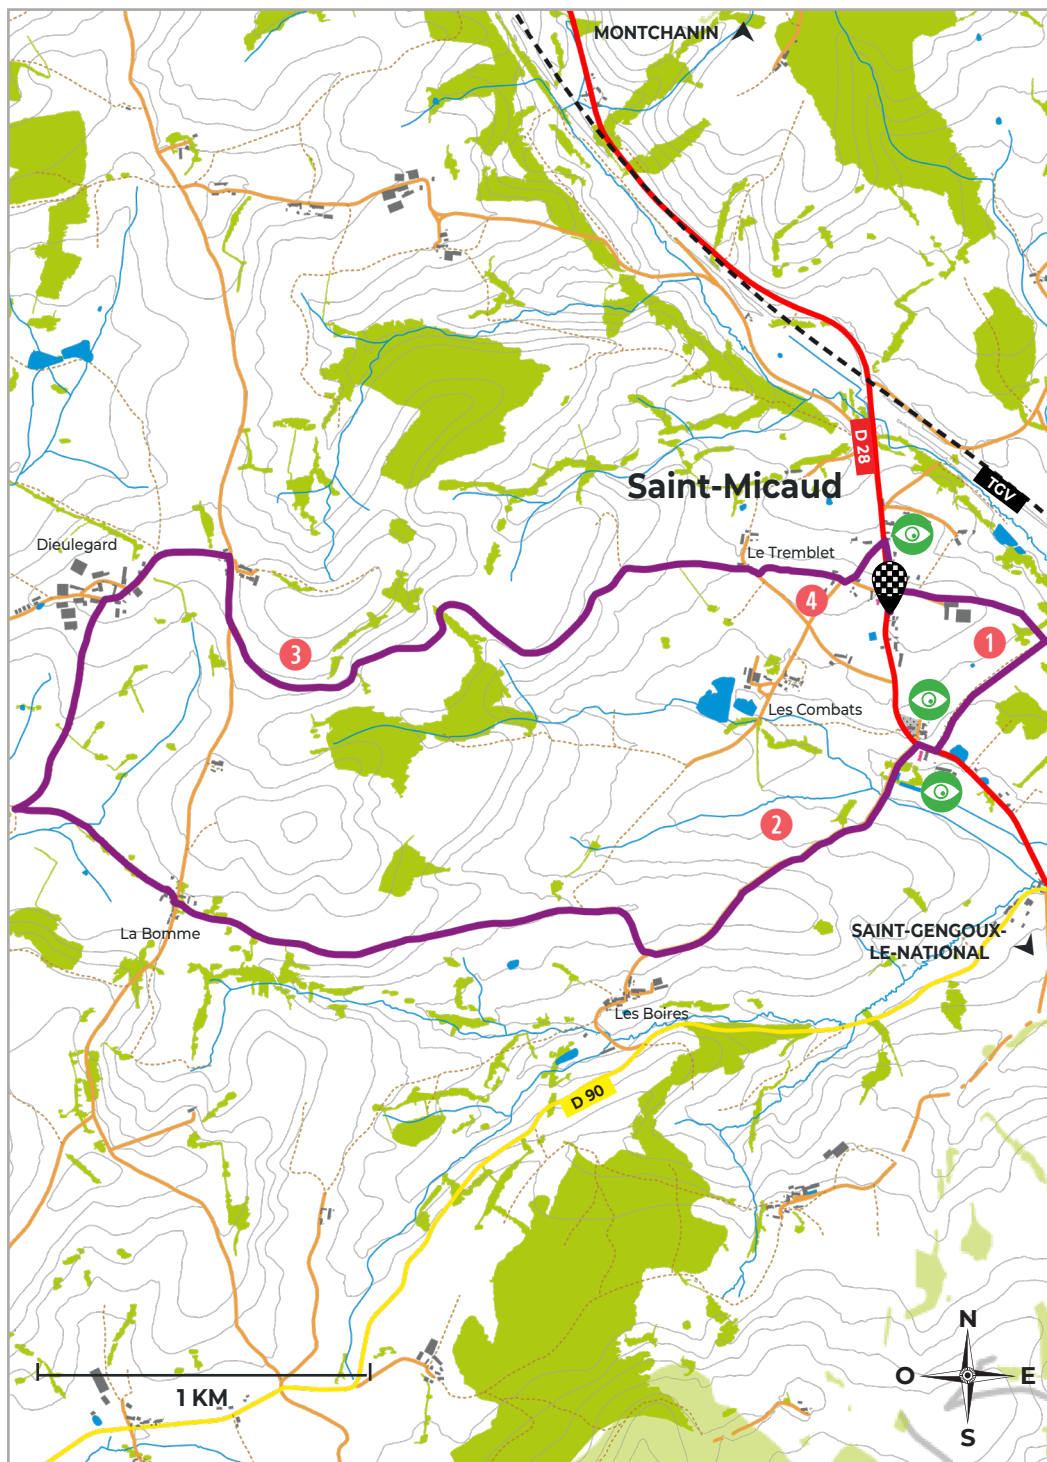 MONTCHANIN
D 28
Saint-Micaud
TGV
Dieulegard
Le Tremblet
4
1
3
Les Combats
2
La Bomme
SAINT-GENGOUX-
LE-NATIONAL
Les Boires
D 90
1 KM
N
O
E
S